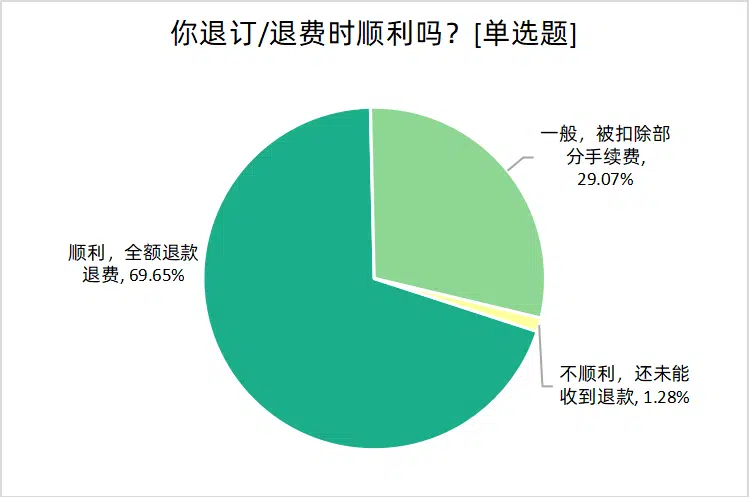 你退订/退费时顺利吗？[单选题]
一般，被扣除部
分手续费，
29.07%
顺利，全额退款
退费, 69.65%
不顺利，还未能
收到退款, 1.28%